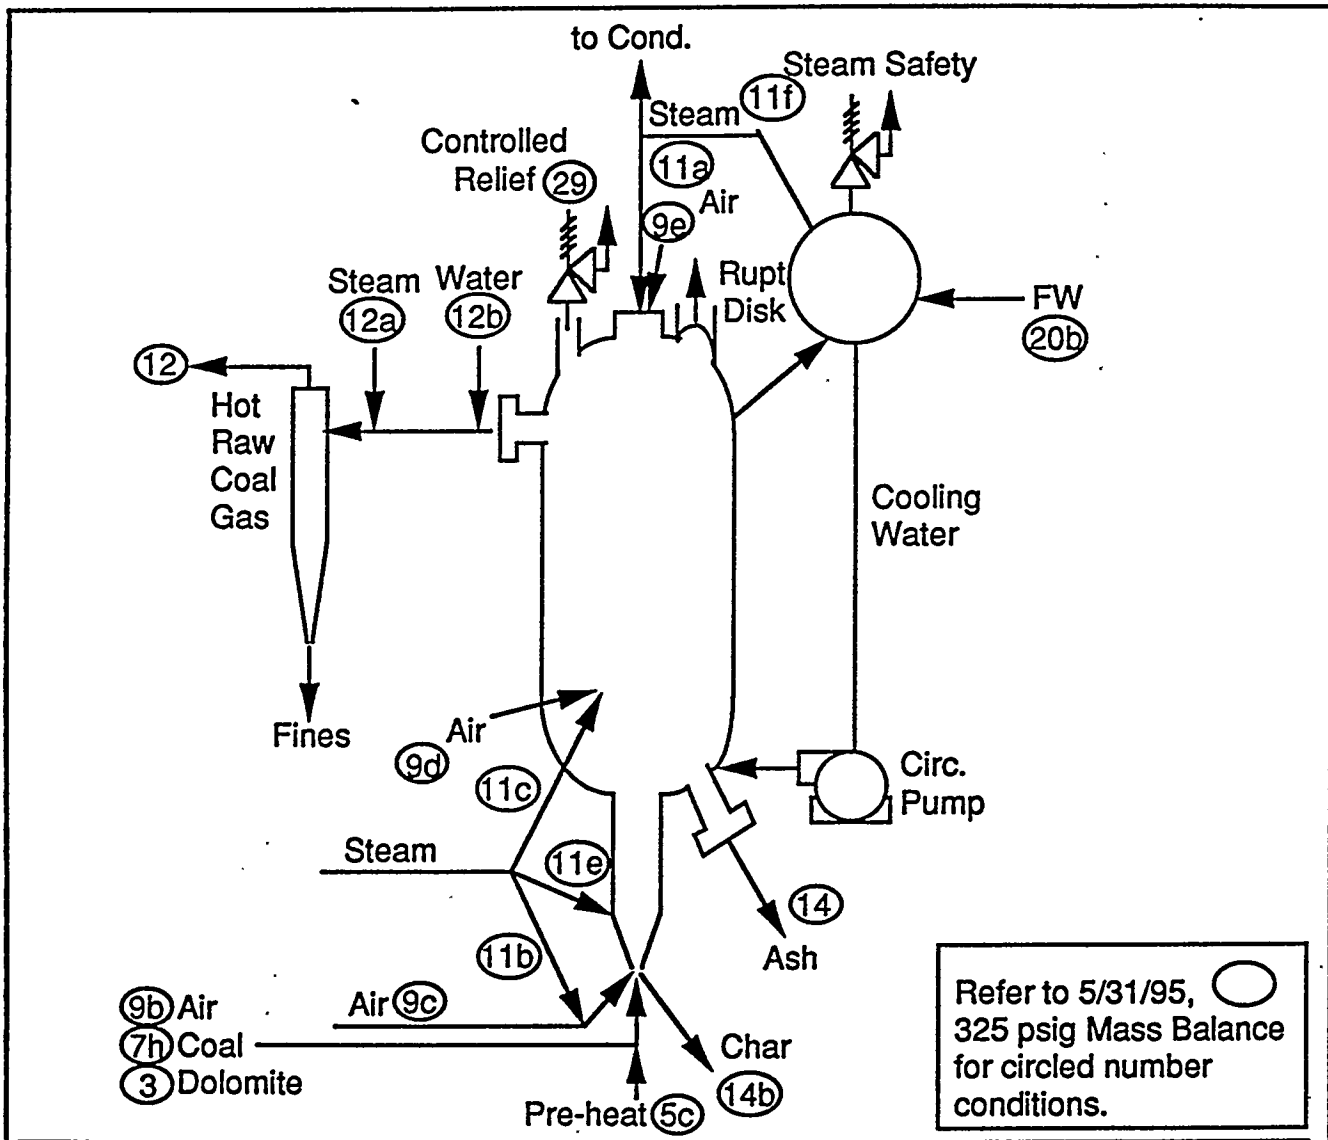 to Cond.
Steam Safety
Steam 11f
Controlled
Relief 29
11a
Air
9e
Steam Water
12a 12b
Rupt
Disk
FW
20b
12
Hot
Raw
Coal
Gas
Cooling
Water
Fines
Air
9d
11c
Circ.
Pump
Steam
11e
14
Ash
11b
9b Air
Air 9c
7h Coal
3 Dolomite
Char
14b
Pre-heat 5c
Refer to 5/31/95,
325 psig Mass Balance
for circled number
conditions.